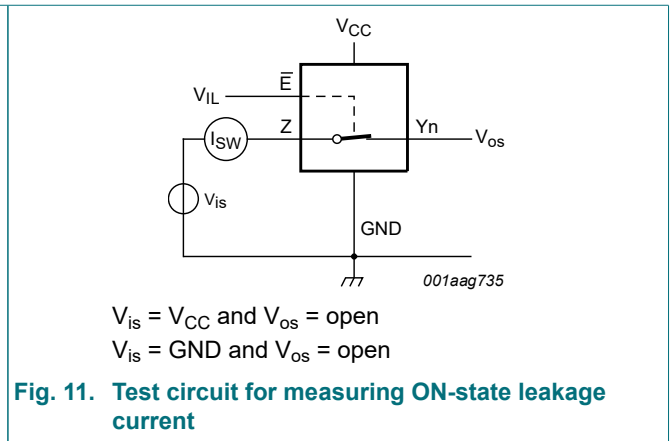 VCC
E̅
VIL
ISW
Z
Yn
Vos
Vis
GND
001aag735
Vis = VCC and Vos = open
Vis = GND and Vos = open
Fig. 11. Test circuit for measuring ON-state leakage
current